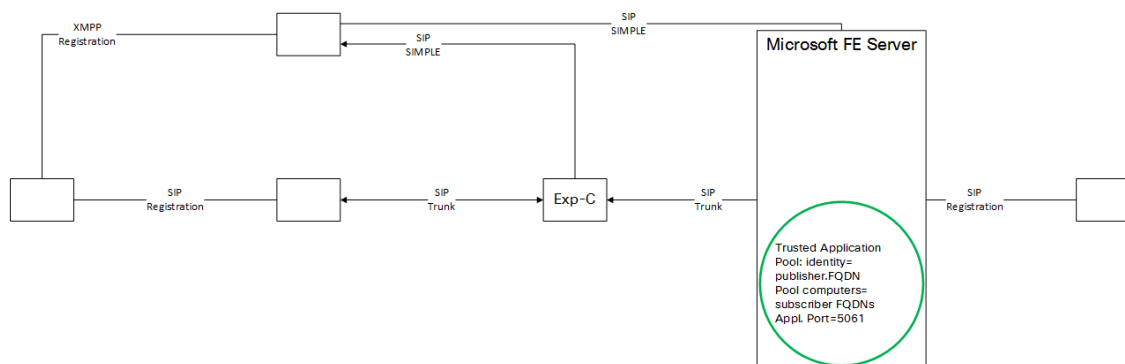 XMPP
Registration
SIP
SIMPLE
SIP
SIMPLE
Microsoft FE Server
SIP
Registration
SIP
Trunk
Exp-C
SIP
Trunk
SIP
Registration
Trusted Application
Pool: identity=
publisher.FQDN
Pool computers=
subscriber FQDNs
Appl. Port=5061